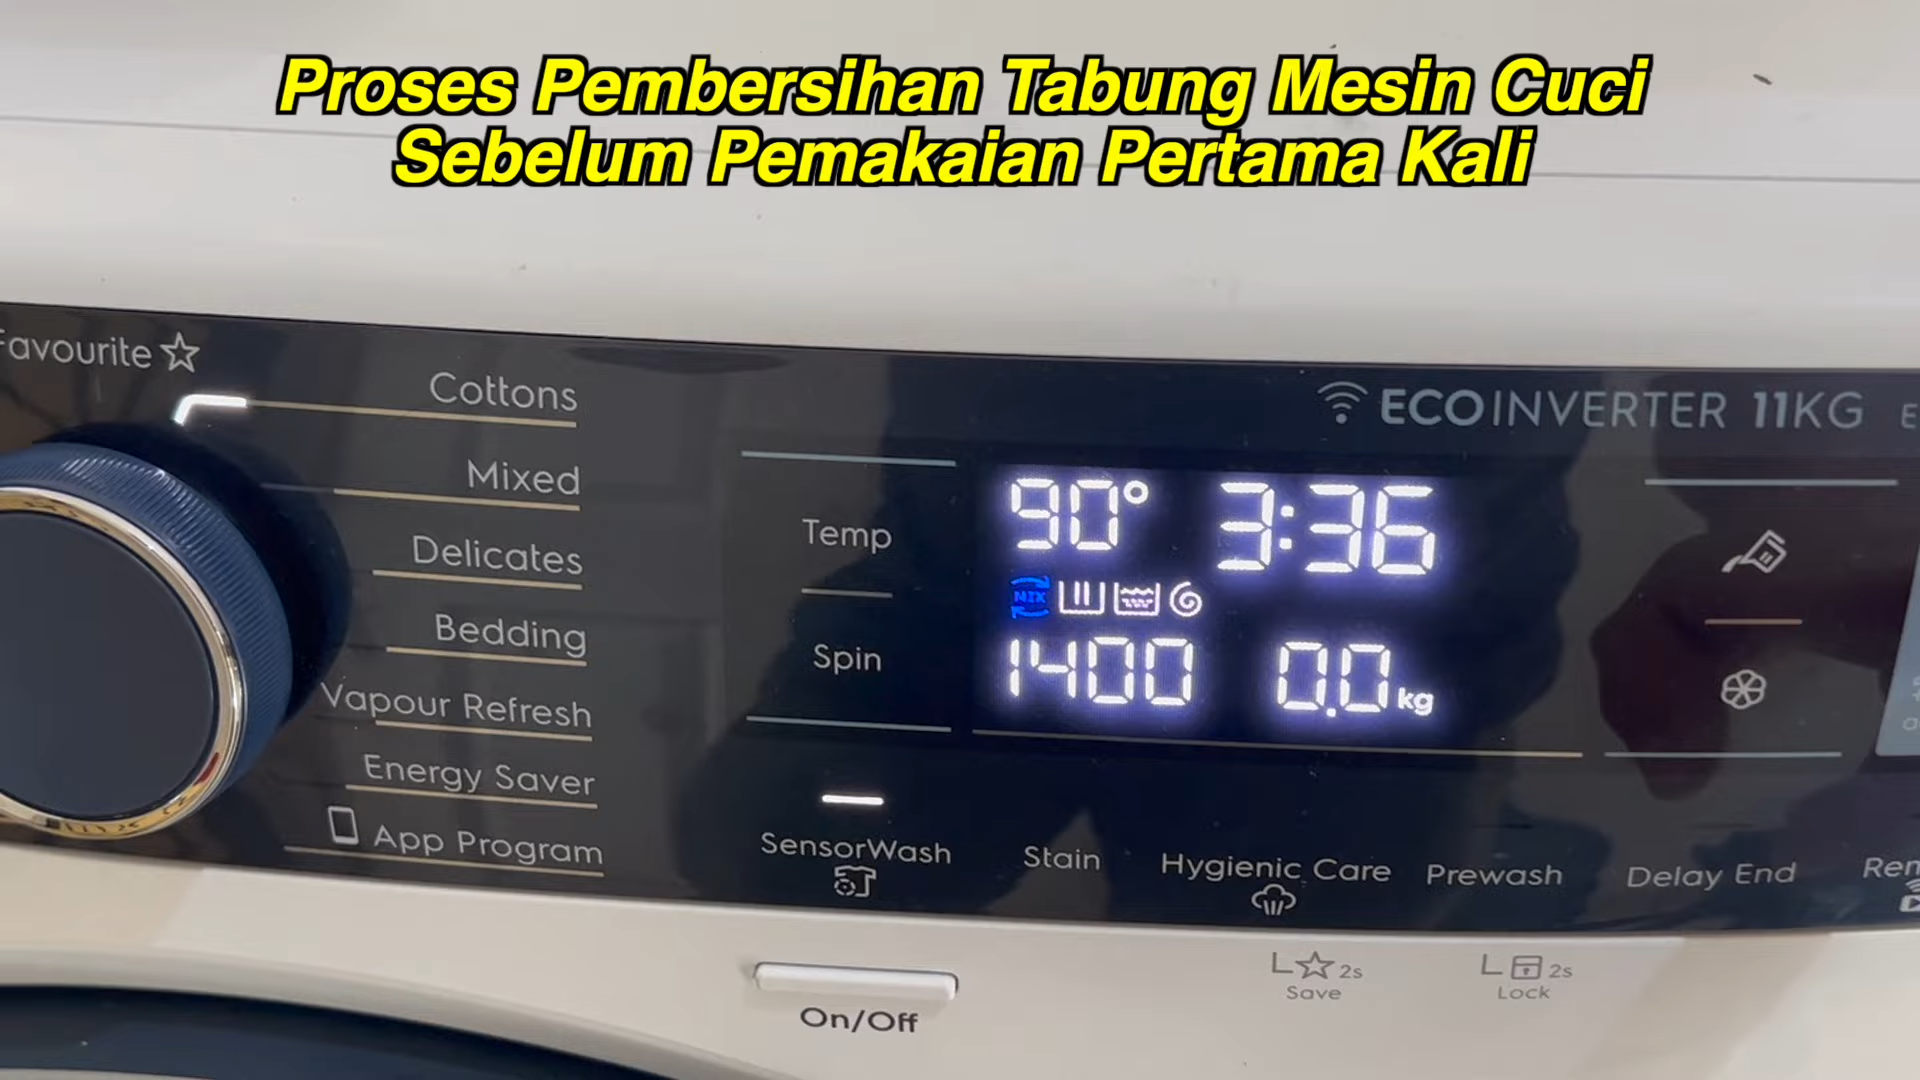 Proses Pembersihan Tabung Mesin Cuci
Sebelum Pemakaian Pertama Kali
Favourite
Cottons
Mixed
Delicates
Bedding
Vapour Refresh
Energy Saver
App Program
ECOINVERTER 11KG
Temp
90° 3:36
MIX
Spin
1400 0.0 kg
SensorWash
Stain
Hygienic Care
Prewash
Delay End
On/Off
2s
Save
2s
Lock